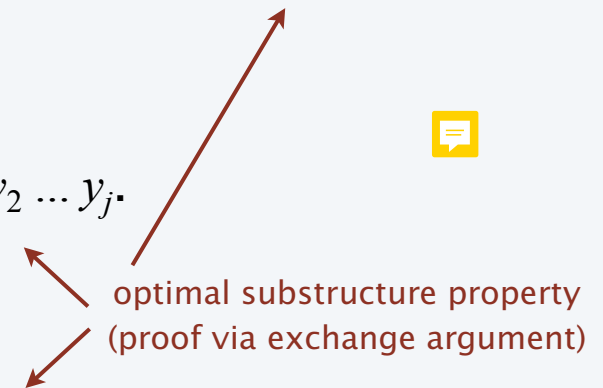 y₂ ... yⱼ.
optimal substructure property
(proof via exchange argument)